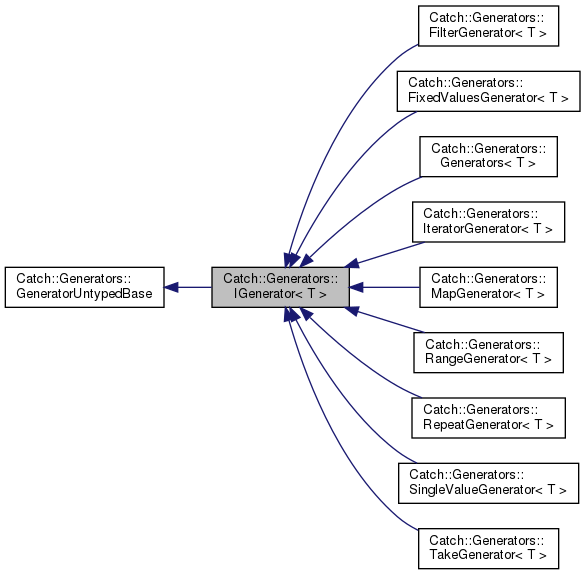 Catch::Generators::
FilterGenerator< T >
Catch::Generators::
FixedValuesGenerator< T >
Catch::Generators::
Generators< T >
Catch::Generators::
IteratorGenerator< T >
Catch::Generators::
GeneratorUntypedBase
Catch::Generators::
IGenerator< T >
Catch::Generators::
MapGenerator< T >
Catch::Generators::
RangeGenerator< T >
Catch::Generators::
RepeatGenerator< T >
Catch::Generators::
SingleValueGenerator< T >
Catch::Generators::
TakeGenerator< T >